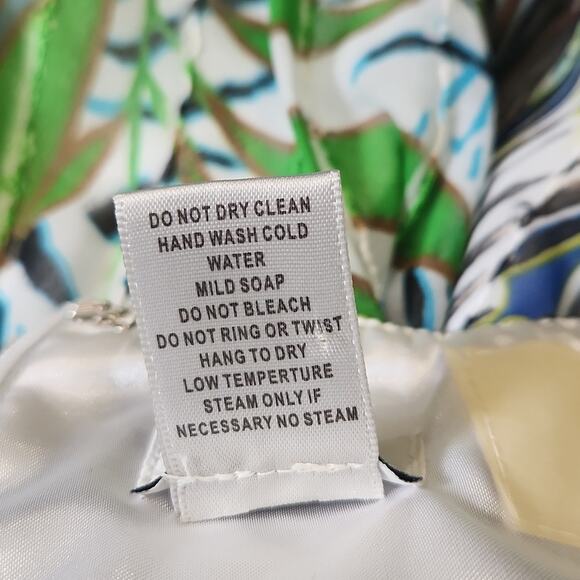 DO NOT DRY CLEAN
HAND WASH COLD
WATER
MILD SOAP
DO NOT BLEACH
DO NOT RING OR TWIST
HANG TO DRY
LOW TEMPERTURE
STEAM ONLY IF
NECESSARY NO STEAM